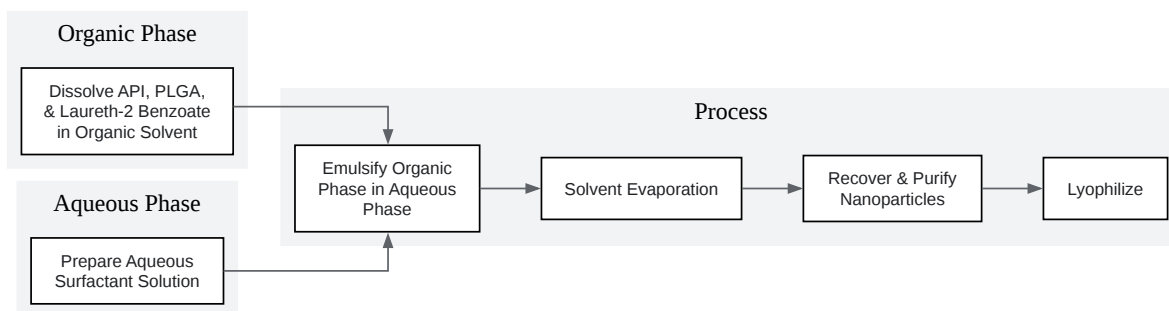 Organic Phase
Dissolve API, PLGA,
& Laureth-2 Benzoate
in Organic Solvent
Aqueous Phase
Prepare Aqueous
Surfactant Solution
Process
Emulsify Organic
Phase in Aqueous
Phase
Solvent Evaporation
Recover & Purify
Nanoparticles
Lyophilize